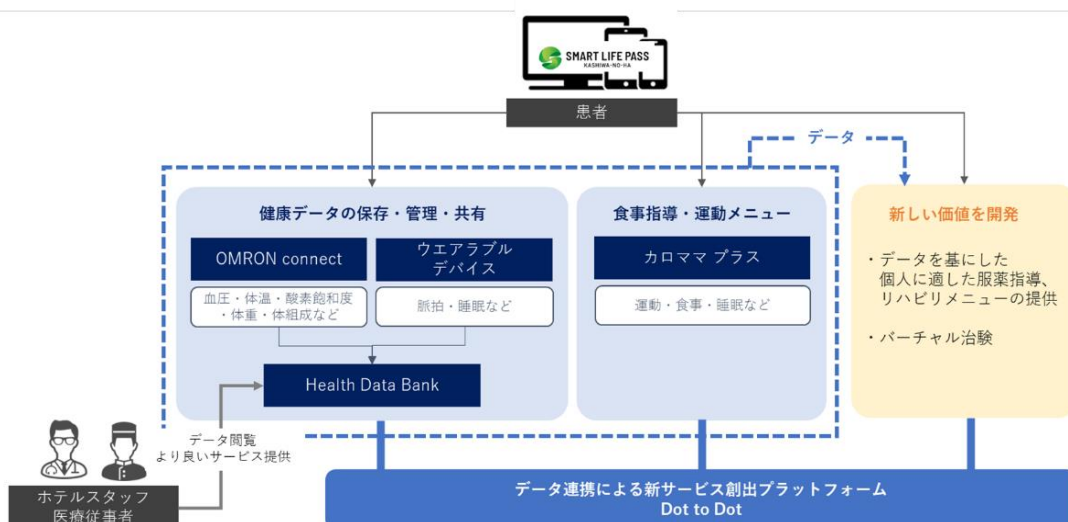 SMART LIFE PASS
KASHIWA-NO-HA
患者
データ
健康データの保存・管理・共有
OMRON connect
血圧・体温・酸素飽和度
・体重・体組成など
ウエアラブル
デバイス
脈拍・睡眠など
Health Data Bank
食事指導・運動メニュー
カロママ プラス
運動・食事・睡眠など
新しい価値を開発
・データを基にした
個人に適した服薬指導、
リハビリメニューの提供
・バーチャル治験
データ閲覧
より良いサービス提供
ホテルスタッフ
医療従事者
データ連携による新サービス創出プラットフォーム
Dot to Dot